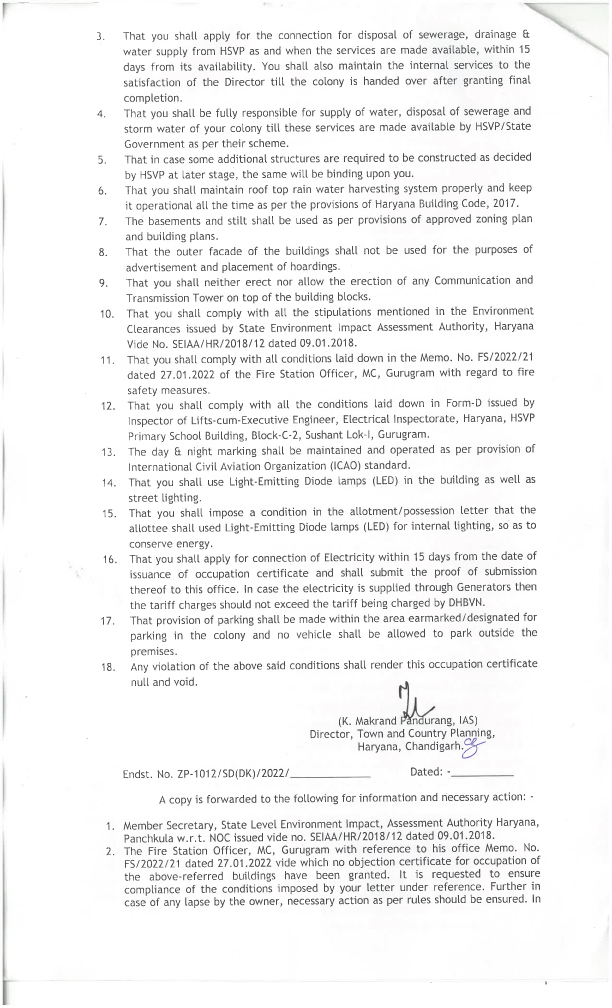 3. That you shall apply for the connection for disposal of sewerage, drainage &
water supply from HSVP as and when the services are made available, within 15
days from its availability. You shall also maintain the internal services to the
satisfaction of the Director till the colony is handed over after granting final
completion.
4. That you shall be fully responsible for supply of water, disposal of sewerage and
storm water of your colony till these services are made available by HSVP/State
Government as per their scheme.
5. That in case some additional structures are required to be constructed as decided
by HSVP at later stage, the same will be binding upon you.
6. That you shall maintain roof top rain water harvesting system properly and keep
it operational all the time as per the provisions of Haryana Building Code, 2017.
7. The basements and stilt shall be used as per provisions of approved zoning plan
and building plans.
8. That the outer facade of the buildings shall not be used for the purposes of
advertisement and placement of hoardings.
9. That you shall neither erect nor allow the erection of any Communication and
Transmission Tower on top of the building blocks.
10. That you shall comply with all the stipulations mentioned in the Environment
Clearances issued by State Environment Impact Assessment Authority, Haryana
Vide No. SEIAA/HR/2018/12 dated 09.01.2018.
11. That you shall comply with all conditions laid down in the Memo. No. FS/2022/21
dated 27.01.2022 of the Fire Station Officer, MC, Gurugram with regard to fire
safety measures.
12. That you shall comply with all the conditions laid down in Form-D issued by
Inspector of Lifts-cum-Executive Engineer, Electrical Inspectorate, Haryana, HSVP
Primary School Building, Block-C-2, Sushant Lok-I, Gurugram.
13. The day & night marking shall be maintained and operated as per provision of
International Civil Aviation Organization (ICAO) standard.
14. That you shall use Light-Emitting Diode lamps (LED) in the building as well as
street lighting.
15. That you shall impose a condition in the allotment/possession letter that the
allottee shall used Light-Emitting Diode lamps (LED) for internal lighting, so as to
conserve energy.
16. That you shall apply for connection of Electricity within 15 days from the date of
issuance of occupation certificate and shall submit the proof of submission
thereof to this office. In case the electricity is supplied through Generators then
the tariff charges should not exceed the tariff being charged by DHBVN.
17. That provision of parking shall be made within the area earmarked/designated for
parking in the colony and no vehicle shall be allowed to park outside the
premises.
18. Any violation of the above said conditions shall render this occupation certificate
null and void.
(K. Makrand Pandurang, IAS)
Director, Town and Country Planning,
Haryana, Chandigarh.
Endst. No. ZP-1012/SD(DK)/2022/____________ Dated: -__________
A copy is forwarded to the following for information and necessary action: -
1. Member Secretary, State Level Environment Impact, Assessment Authority Haryana,
Panchkula w.r.t. NOC issued vide no. SEIAA/HR/2018/12 dated 09.01.2018.
2. The Fire Station Officer, MC, Gurugram with reference to his office Memo. No.
FS/2022/21 dated 27.01.2022 vide which no objection certificate for occupation of
the above-referred buildings have been granted. It is requested to ensure
compliance of the conditions imposed by your letter under reference. Further in
case of any lapse by the owner, necessary action as per rules should be ensured. In